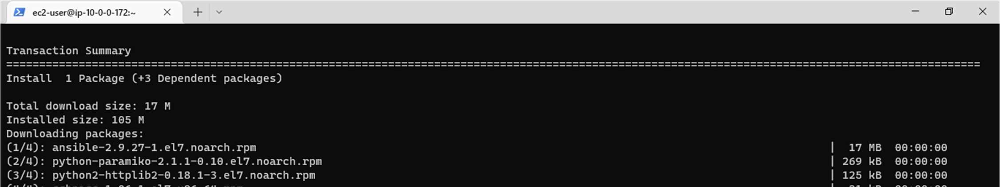 ec2-user@ip-10-0-0-172:~
Transaction Summary
====================================================================================================================================================
Install  1 Package (+3 Dependent packages)
Total download size: 17 M
Installed size: 105 M
Downloading packages:
(1/4): ansible-2.9.27-1.el7.noarch.rpm | 17 MB 00:00:00
(2/4): python-paramiko-2.1.1-0.10.el7.noarch.rpm | 269 kB 00:00:00
(3/4): python2-httplib2-0.18.1-3.el7.noarch.rpm | 125 kB 00:00:00